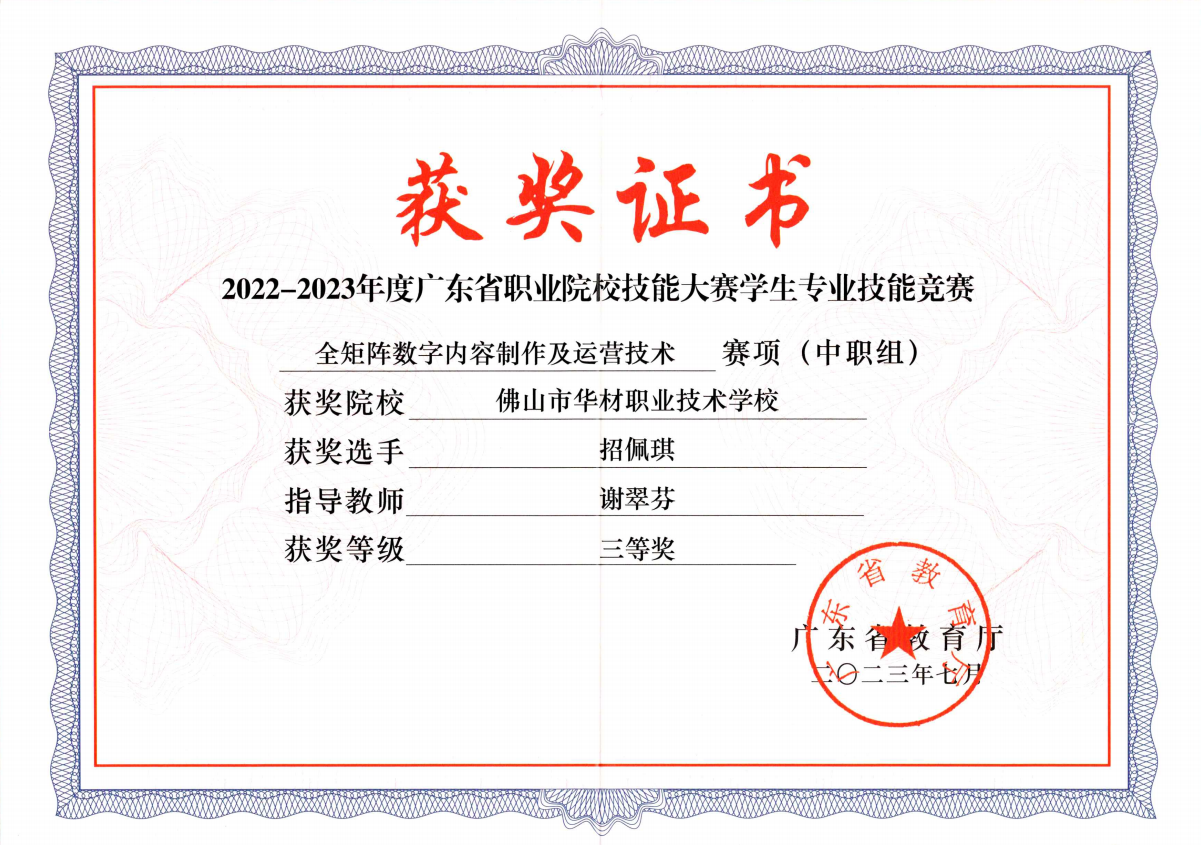 获奖证书
2022-2023年度广东省职业院校技能大赛学生专业技能竞赛
全矩阵数字内容制作及运营技术 赛项（中职组）
获奖院校 佛山市华材职业技术学校
获奖选手 招佩琪
指导教师 谢翠芬
获奖等级 三等奖
广东省教育厅
广东省教育厅
二〇二三年七月